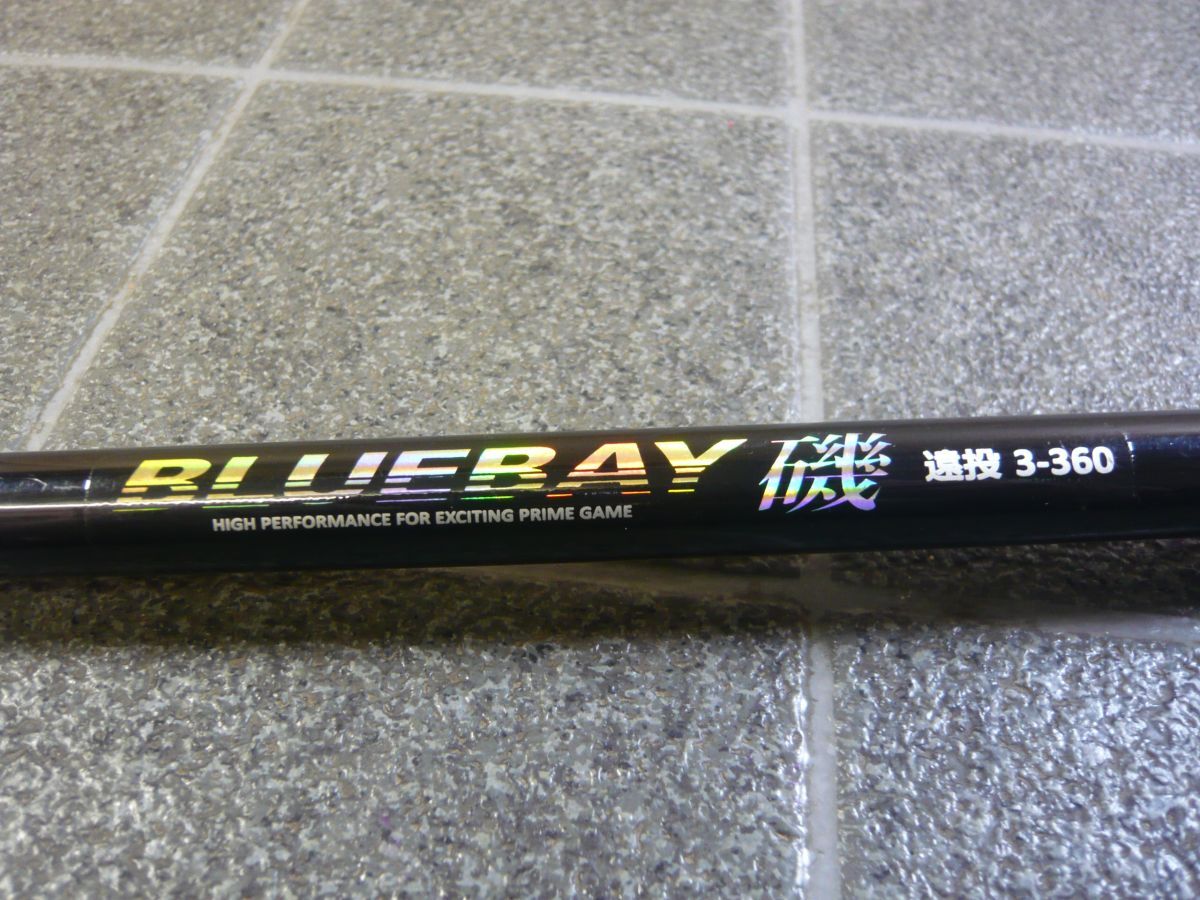 BLUEBAY 磯 遠投 3-360
HIGH PERFORMANCE FOR EXCITING PRIME GAME